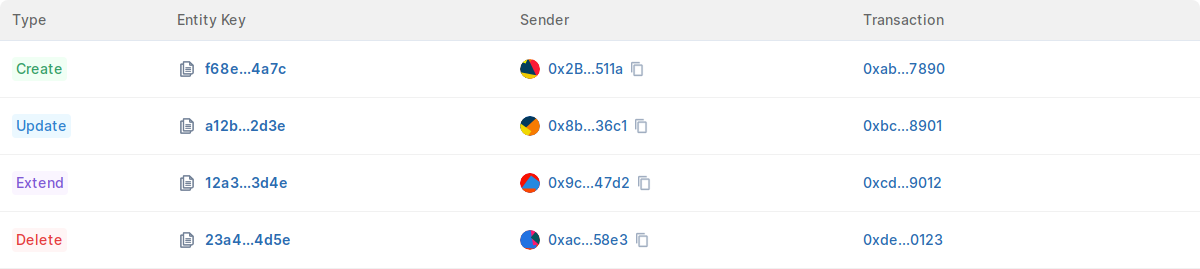 Type Entity Key Sender Transaction
Create f68e...4a7c 0x2B...511a 0xab...7890
Update a12b...2d3e 0x8b...36c1 0xbc...8901
Extend 12a3...3d4e 0x9c...47d2 0xcd...9012
Delete 23a4...4d5e 0xac...58e3 0xde...0123